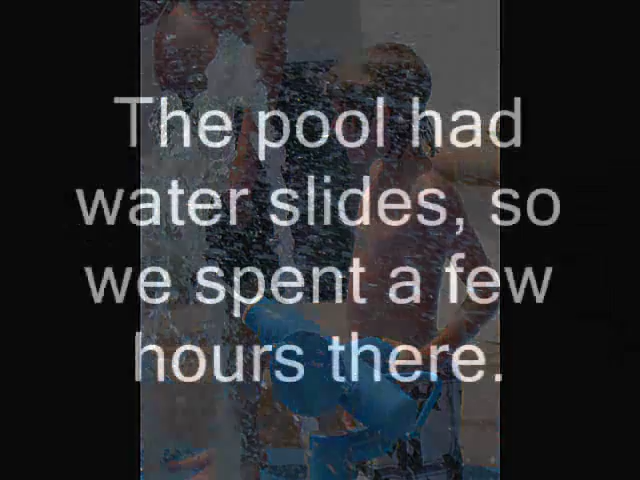 The pool had
water slides, so
we spent a few
hours there.